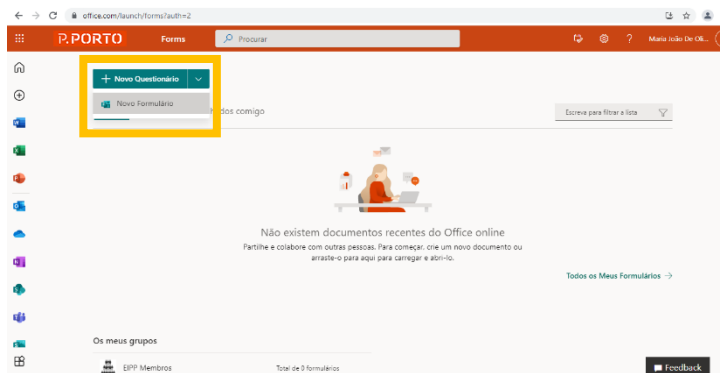 office.com/launch/forms?auth=2
P.PORTO Forms Procurar ? Maria João De Oli...
+ Novo Questionário
Novo Formulário
dos comigo
Escreva para filtrar a lista
Não existem documentos recentes do Office online
Partilhe e colabore com outras pessoas. Para começar, crie um novo documento ou
arraste-o para aqui para carregar e abri-lo.
Todos os Meus Formulários →
Os meus grupos
EIPP Membros Total de 0 formulários
Feedback